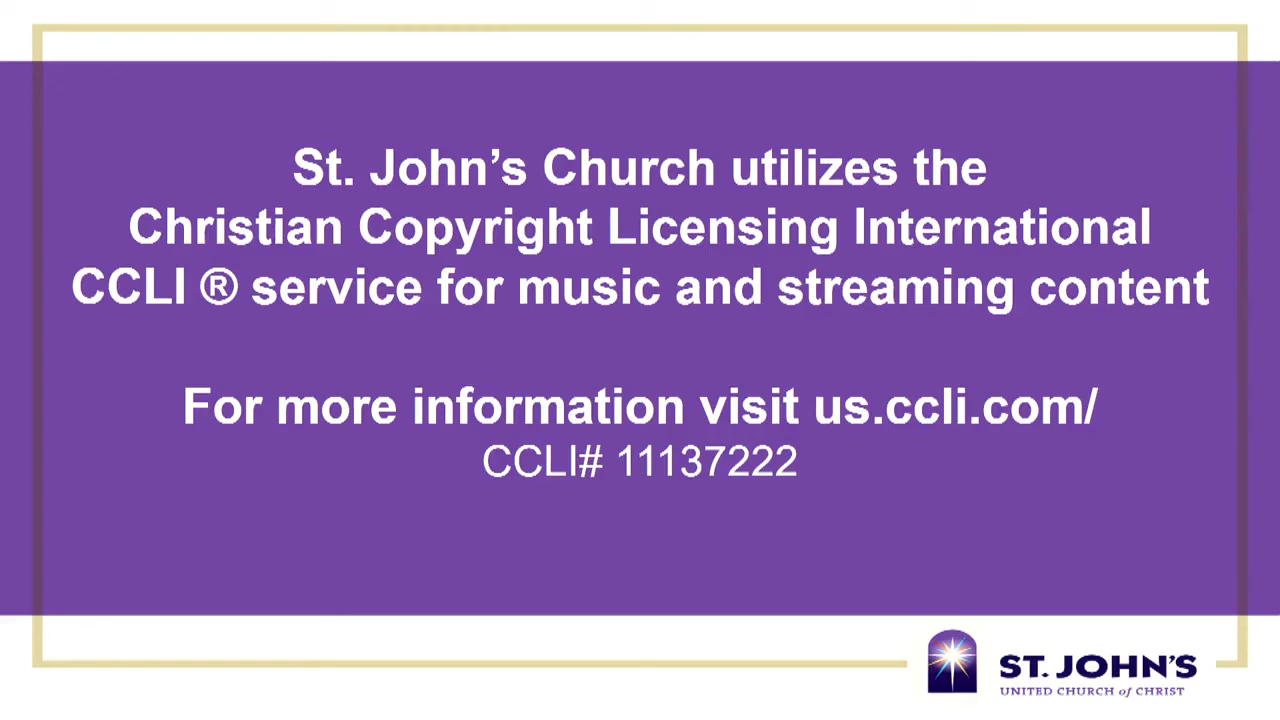 St. John’s Church utilizes the
Christian Copyright Licensing International
CCLI ® service for music and streaming content
For more information visit us.ccli.com/
CCLI# 11137222
ST. JOHN’S
UNITED CHURCH of CHRIST